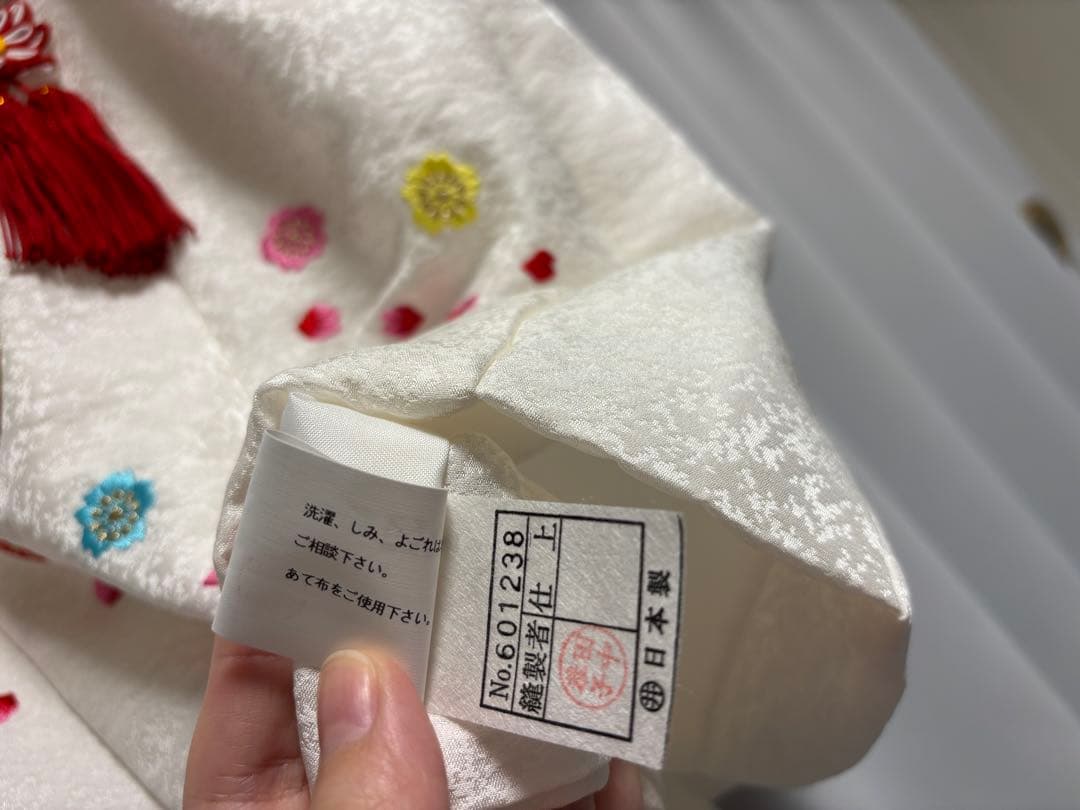 洗濯、しみ、よごれは
ご相談下さい。
あて布をご使用下さい。
No.601238
縫製者
仕上
㊞日本製